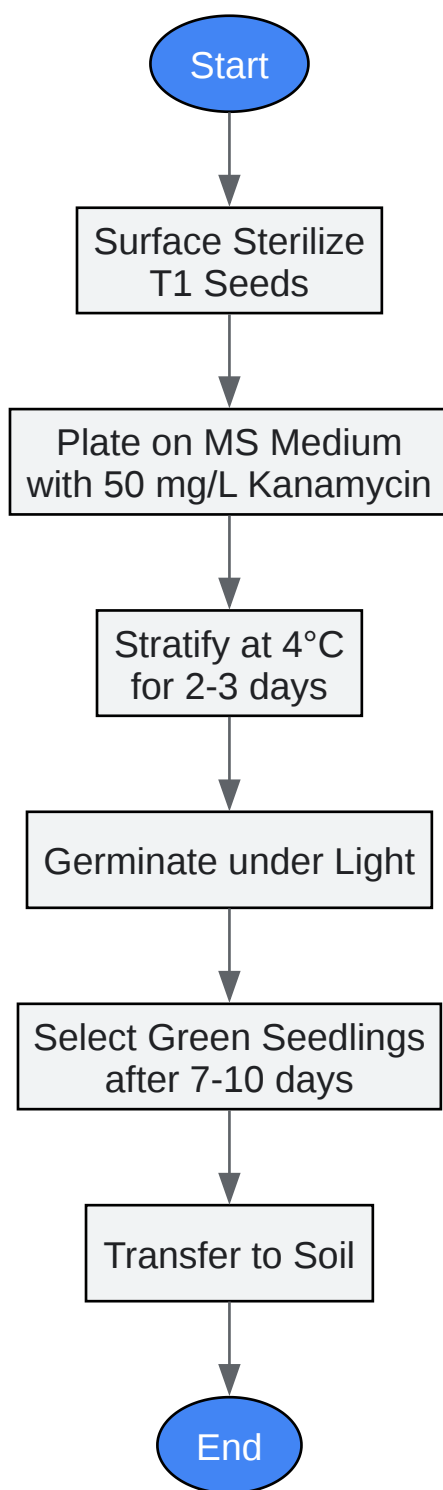 Start
Surface Sterilize
T1 Seeds
Plate on MS Medium
with 50 mg/L Kanamycin
Stratify at 4°C
for 2-3 days
Germinate under Light
Select Green Seedlings
after 7-10 days
Transfer to Soil
End